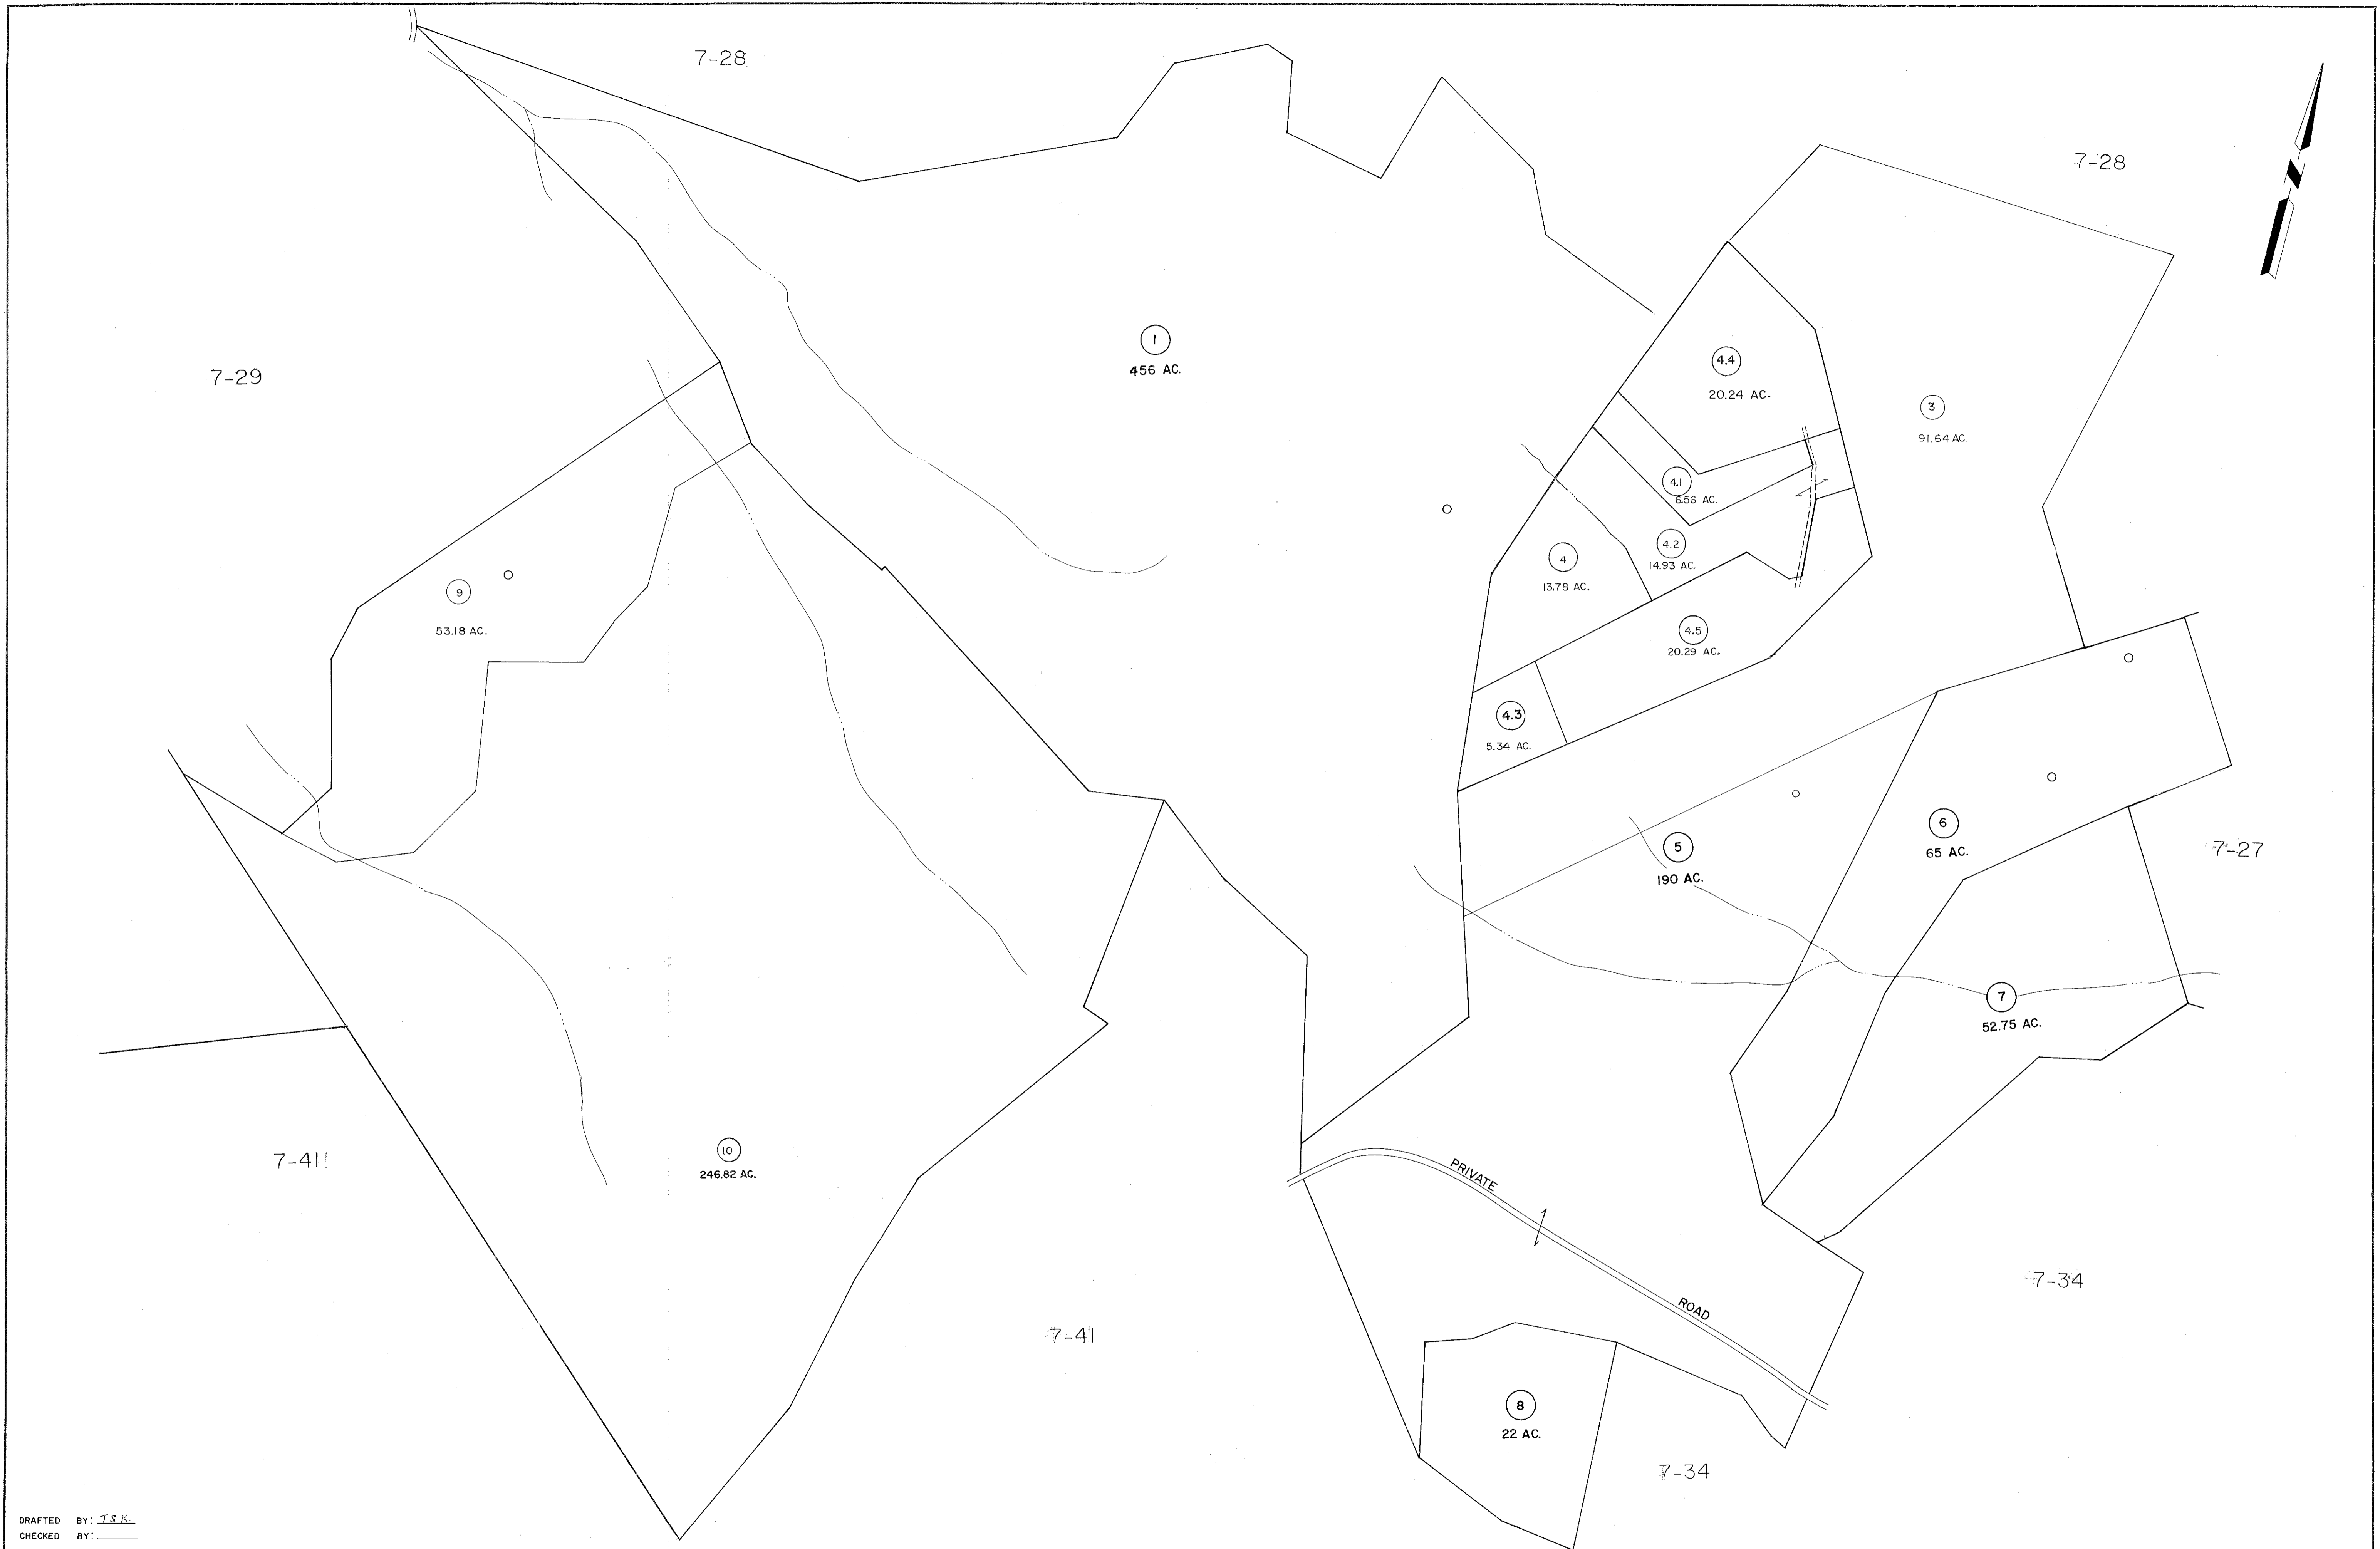 7-28
7-28
1
456 AC.
4.4
20.24 AC.
7-29
3
91.64 AC.
4.1
6.56 AC.
4.2
14.93 AC.
4
13.78 AC.
9
53.18 AC.
4.5
20.29 AC.
4.3
5.34 AC.
6
65 AC.
5
190 AC.
7-27
7
52.75 AC.
7-41
10
246.82 AC.
PRIVATE
ROAD
7-34
7-41
8
22 AC.
7-34
DRAFTED BY: T.S.K.
CHECKED BY: